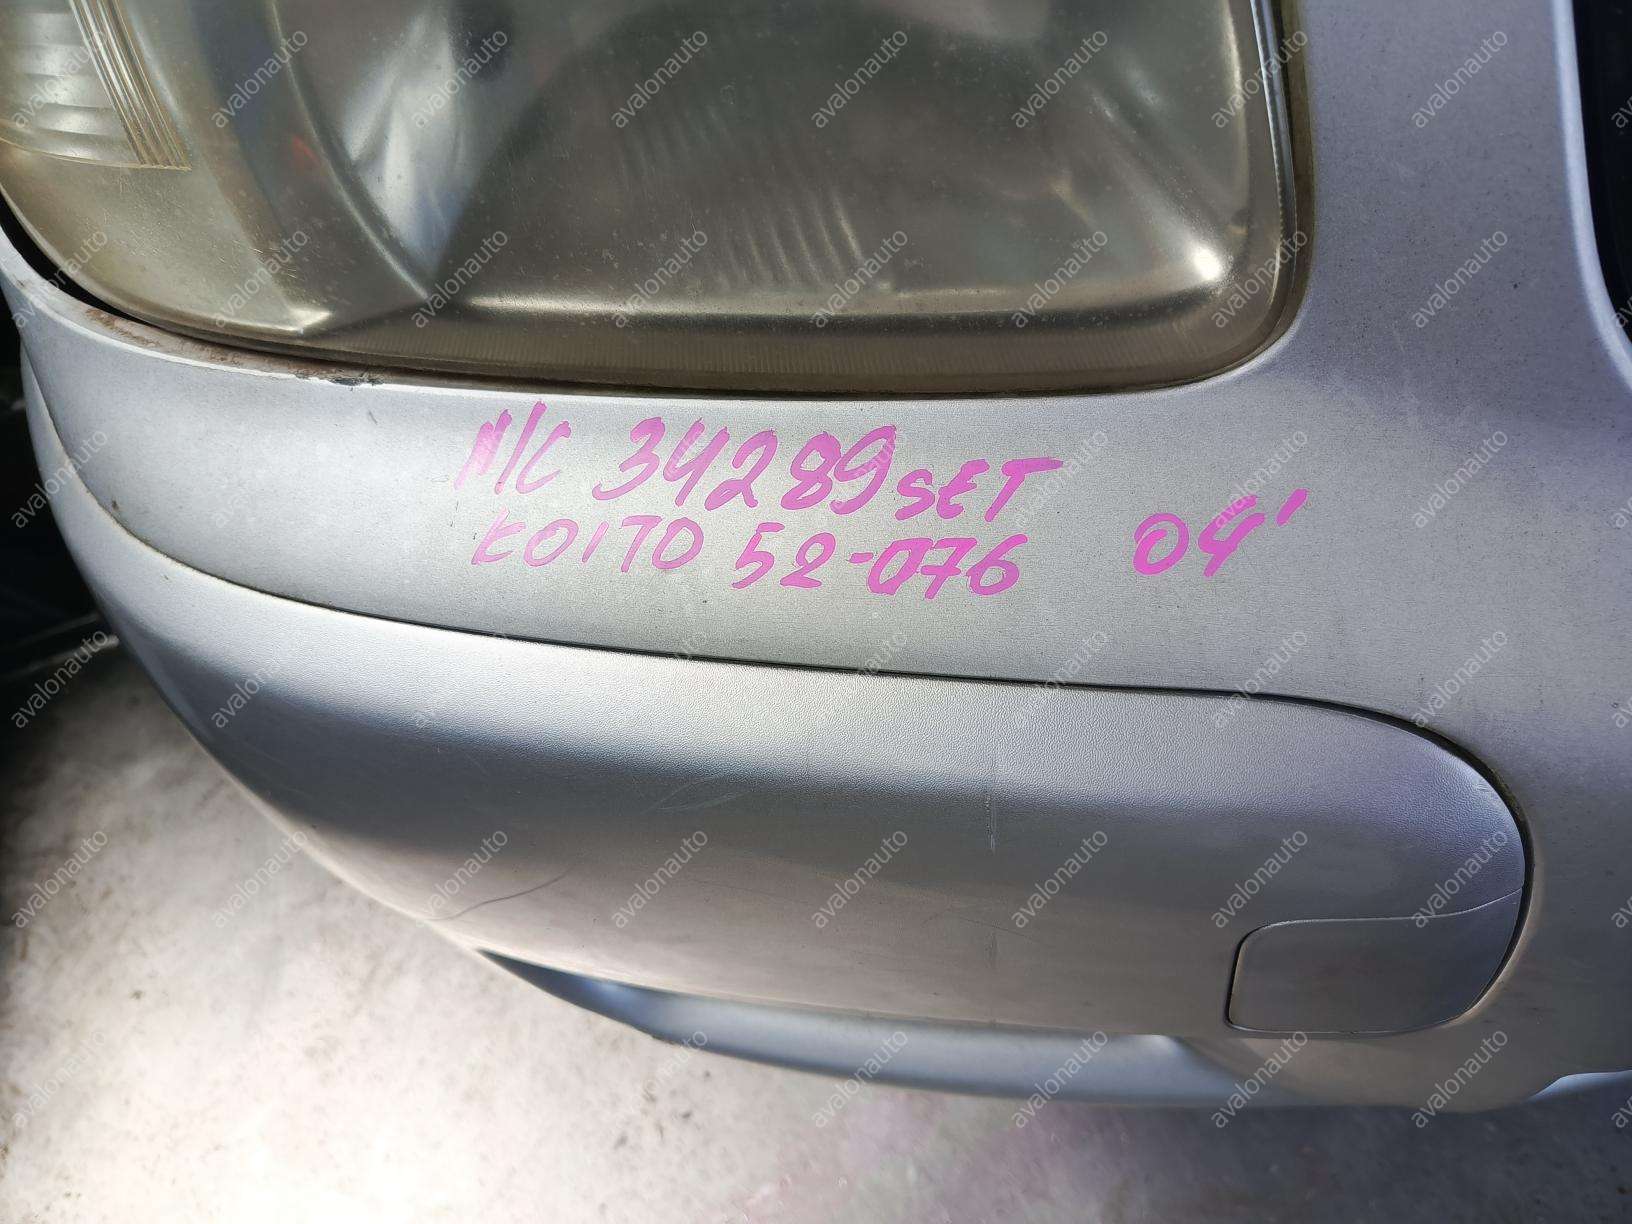 N/C 34289 SET
KOITO 52-076 04'
avalonauto